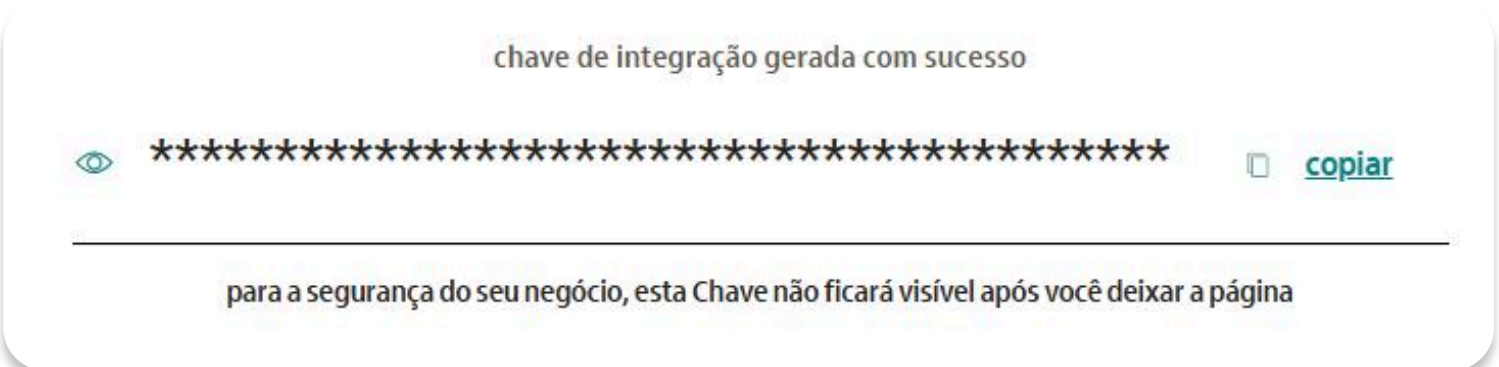 chave de integração gerada com sucesso
***************************************** copiar
para a segurança do seu negócio, esta Chave não ficará visível após você deixar a página